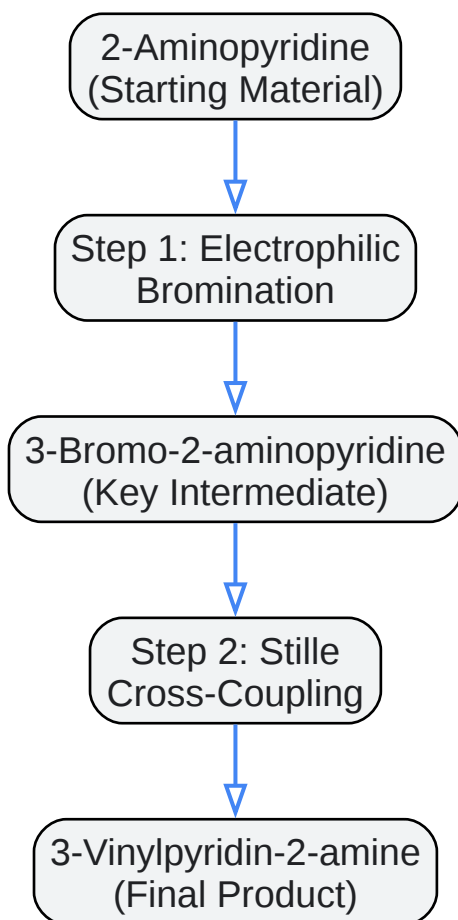 2-Aminopyridine
(Starting Material)
Step 1: Electrophilic
Bromination
3-Bromo-2-aminopyridine
(Key Intermediate)
Step 2: Stille
Cross-Coupling
3-Vinylpyridin-2-amine
(Final Product)